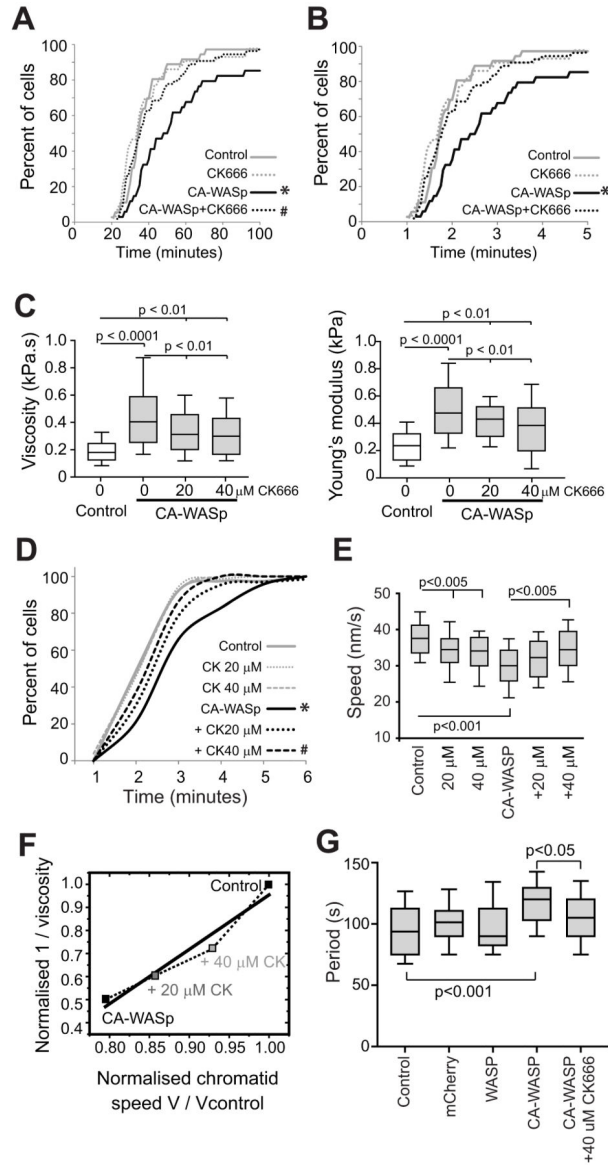 A
Percent of cells
100
80
60
40
20
0
Control
CK666
CA-WASp *
CA-WASp+CK666 #
0 20 40 60 80 100
Time (minutes)
B
Percent of cells
100
80
60
40
20
0
Control
CK666
CA-WASp *
CA-WASp+CK666
0 1 2 3 4 5
Time (minutes)
C
p < 0.01
p < 0.0001
p < 0.01
Viscosity (kPa.s)
1.0
0.8
0.6
0.4
0.2
0 0 20 40 μM CK666
Control
CA-WASp
p < 0.01
p < 0.0001
p < 0.01
Young's modulus (kPa)
1.0
0.8
0.6
0.4
0.2
0
0 0 20 40 μM CK666
Control
CA-WASp
D
Percent of cells
100
80
60
40
20
0
Control
CK 20 μM
CK 40 μM
CA-WASp *
+ CK20 μM
+ CK40 μM #
1 2 3 4 5 6
Time (minutes)
E
Speed (nm/s)
50
40
30
20
10
p<0.005
p<0.005
p<0.001
Control
20 μM
40 μM
CA-WASP
+20 μM
+40 μM
F
Normalised 1 / viscosity
1.0
0.9
0.8
0.7
0.6
0.5
0.4
Control
+ 40 μM CK
+ 20 μM CK
CA-WASp
0.80 0.85 0.90 0.95 1.00
Normalised chromatid
speed V / Vcontrol
G
Period (s)
150
100
50
0
p<0.05
p<0.001
Control
mCherry
WASP
CA-WASP
CA-WASP
+40 uM CK666